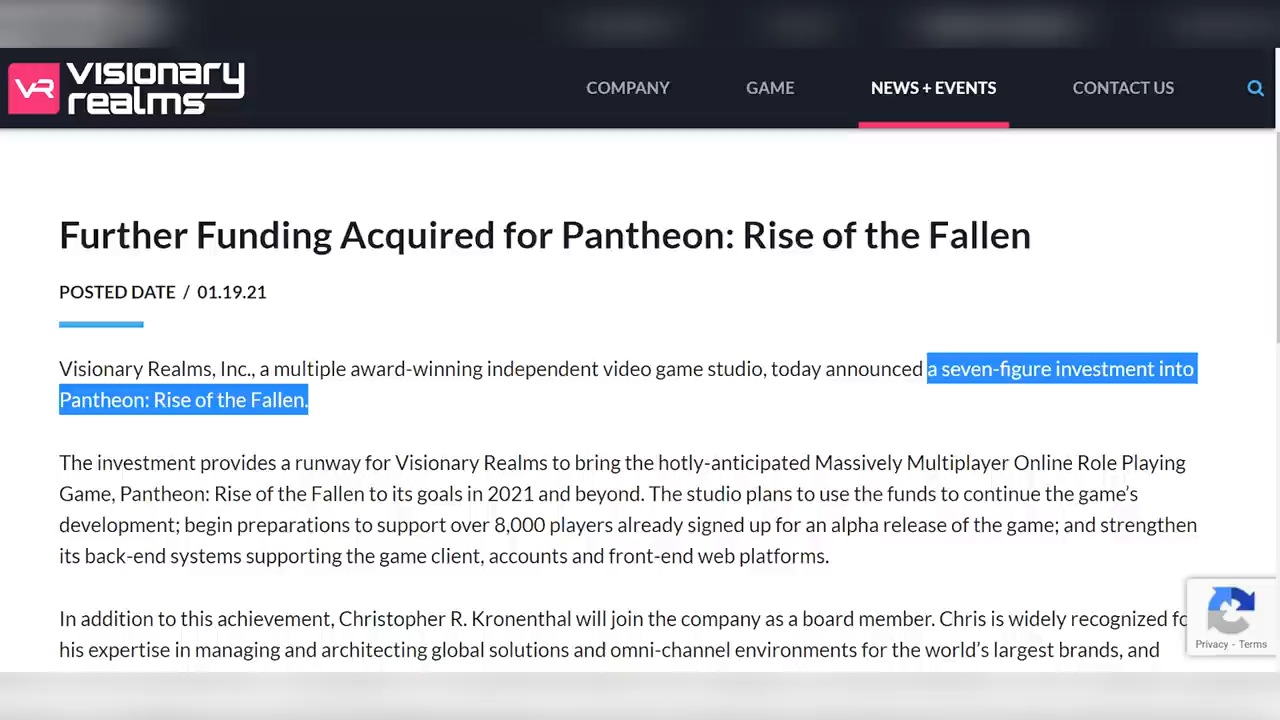 VR VISIONARY REALMS
COMPANY GAME NEWS + EVENTS CONTACT US
Further Funding Acquired for Pantheon: Rise of the Fallen
POSTED DATE / 01.19.21
Visionary Realms, Inc., a multiple award-winning independent video game studio, today announced a seven-figure investment into
Pantheon: Rise of the Fallen.
The investment provides a runway for Visionary Realms to bring the hotly-anticipated Massively Multiplayer Online Role Playing
Game, Pantheon: Rise of the Fallen to its goals in 2021 and beyond. The studio plans to use the funds to continue the game’s
development; begin preparations to support over 8,000 players already signed up for an alpha release of the game; and strengthen
its back-end systems supporting the game client, accounts and front-end web platforms.
In addition to this achievement, Christopher R. Kronenthal will join the company as a board member. Chris is widely recognized
his expertise in managing and architecting global solutions and omni-channel environments for the world’s largest brands, and
Privacy - Terms